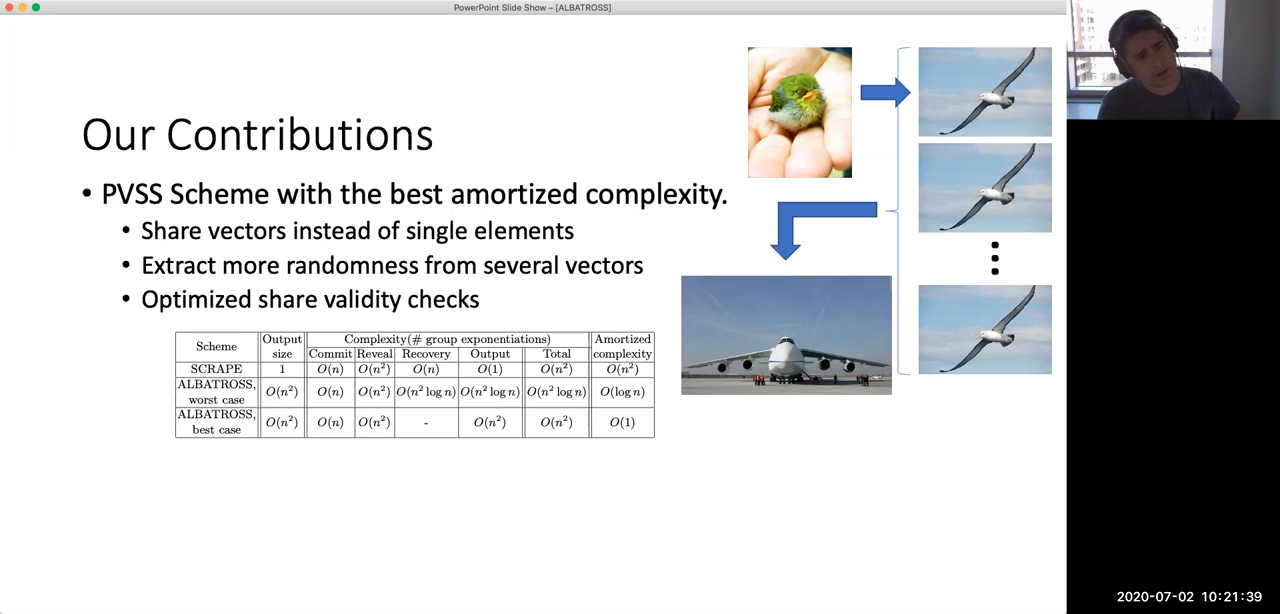 PowerPoint Slide Show – [ALBATROSS]
Our Contributions
• PVSS Scheme with the best amortized complexity.
• Share vectors instead of single elements
• Extract more randomness from several vectors
• Optimized share validity checks
Scheme | Output size | Complexity(# group exponentiations) | Amortized complexity
Commit | Reveal | Recovery | Output | Total
SCRAPE | 1 | O(n) | O(n²) | O(n) | O(1) | O(n²) | O(n²)
ALBATROSS, worst case | O(n²) | O(n) | O(n²) | O(n² log n) | O(n² log n) | O(n² log n) | O(log n)
ALBATROSS, best case | O(n²) | O(n) | O(n²) | - | O(n²) | O(n²) | O(1)
2020-07-02 10:21:39